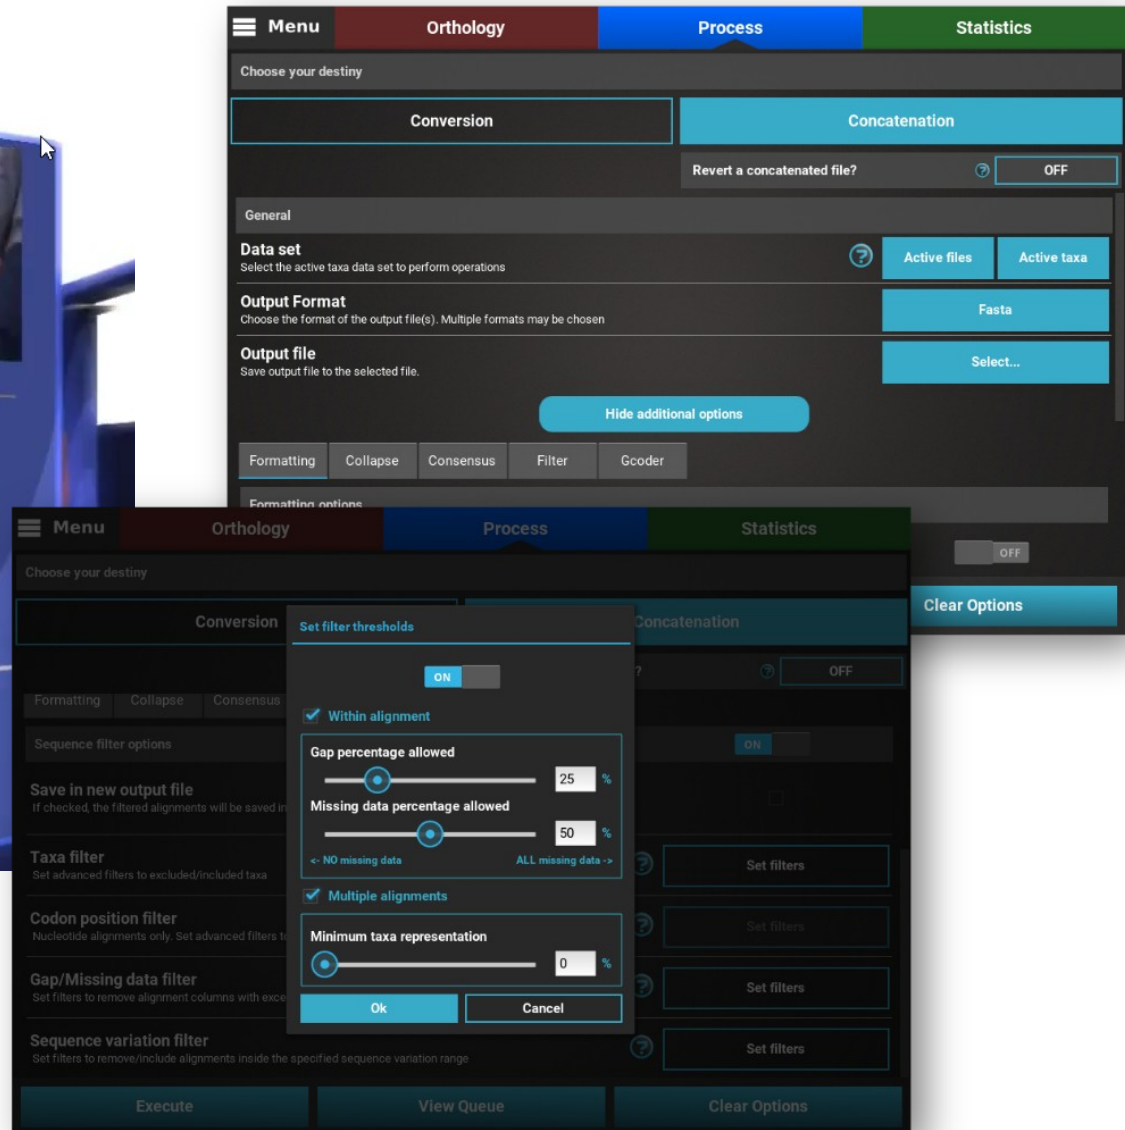 Menu Orthology Process Statistics
Choose your destiny
Conversion Concatenation
Revert a concatenated file? ? OFF
General
Data set
Select the active taxa data set to perform operations
? Active files Active taxa
Output Format
Choose the format of the output file(s). Multiple formats may be chosen
Fasta
Output file
Save output file to the selected file.
Select...
Hide additional options
Formatting Collapse Consensus Filter Gcoder
Formatting options
OFF
Clear Options
Menu Orthology Process Statistics
Choose your destiny
Conversion Concatenation
? ? OFF
Formatting Collapse Consensus
Sequence filter options ON
Save in new output file
If checked, the filtered alignments will be saved in
Taxa filter
Set advanced filters to excluded/included taxa
? Set filters
Codon position filter
Nucleotide alignments only. Set advanced filters
? Set filters
Gap/Missing data filter
Set filters to remove alignment columns with
? Set filters
Sequence variation filter
Set filters to remove/include alignments inside the specified sequence variation range
? Set filters
Execute View Queue Clear Options
Set filter thresholds
ON
Within alignment
Gap percentage allowed
25 %
Missing data percentage allowed
50 %
<- NO missing data ALL missing data ->
Multiple alignments
Minimum taxa representation
0 %
Ok Cancel